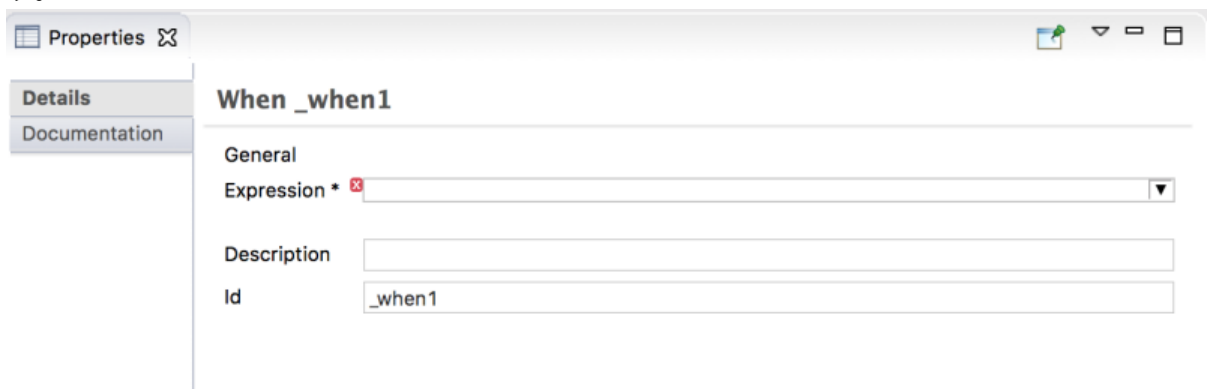 Properties
Details
Documentation
When _when1
General
Expression *
Description
Id
_when1